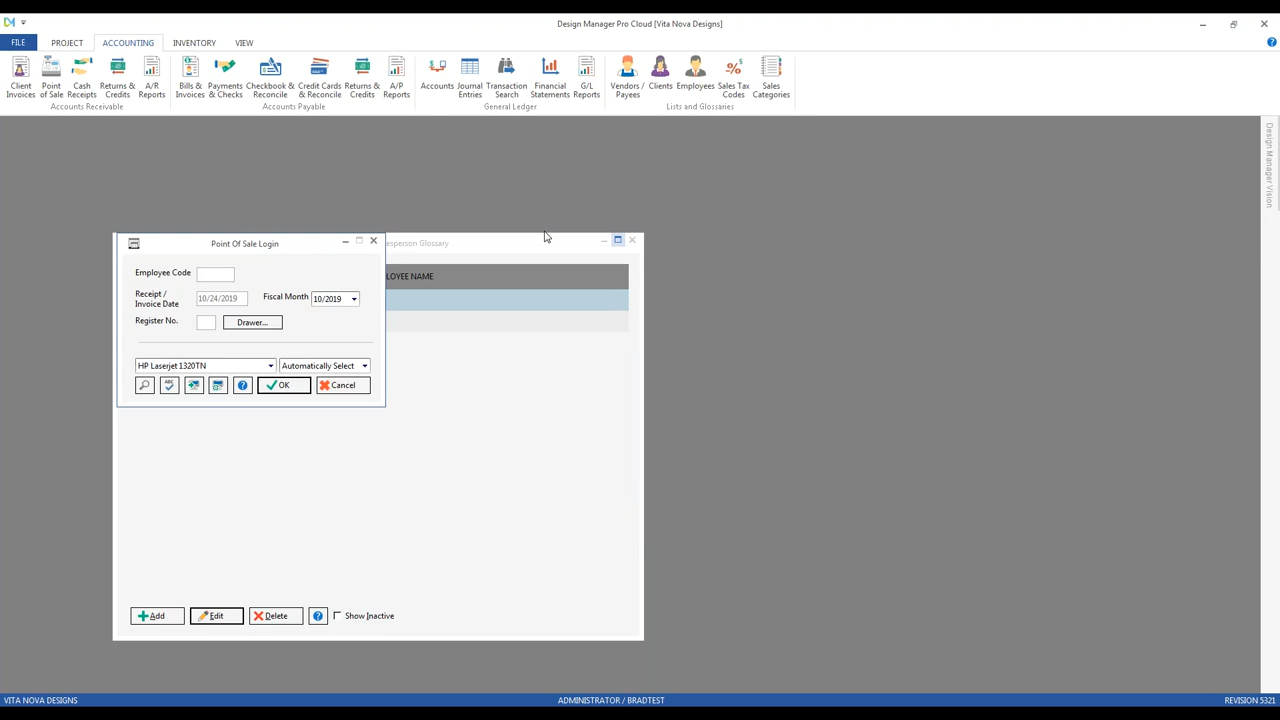 Design Manager Pro Cloud [Vita Nova Designs]
FILE PROJECT ACCOUNTING INVENTORY VIEW
Client Invoices Point of Sale Cash Receipts Returns & Credits A/R Reports Bills & Invoices Payments & Checks Checkbook & Reconcile Credit Cards & Reconcile Returns & Credits A/P Reports Accounts Journal Entries Transaction Search Financial Statements G/L Reports Vendors / Payees Clients Employees Sales Tax Codes Sales Categories
Accounts Receivable Accounts Payable General Ledger Lists and Glossaries
Design Manager Vision
Point Of Sale Login
esperson Glossary
Employee Code
LOYEE NAME
Receipt / Invoice Date 10/24/2019 Fiscal Month 10/2019
Register No. Drawer...
HP Laserjet 1320TN Automatically Select
ABC OK Cancel
Add Edit Delete Show Inactive
VITA NOVA DESIGNS ADMINISTRATOR / BRADTEST REVISION 5321